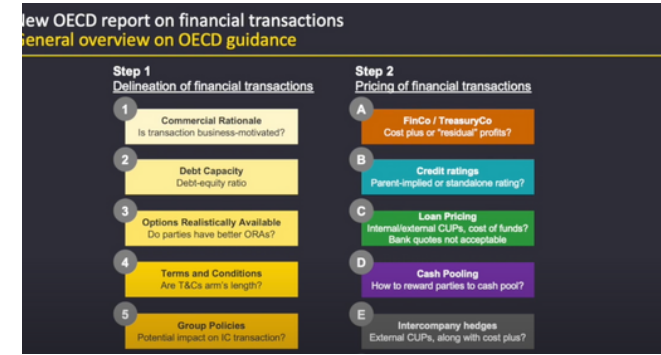 New OECD report on financial transactions
General overview on OECD guidance
Step 1
Delineation of financial transactions
1
Commercial Rationale
Is transaction business-motivated?
2
Debt Capacity
Debt-equity ratio
3
Options Realistically Available
Do parties have better ORAs?
4
Terms and Conditions
Are T&Cs arm's length?
5
Group Policies
Potential impact on IC transaction?
Step 2
Pricing of financial transactions
A
FinCo / TreasuryCo
Cost plus or "residual" profits?
B
Credit ratings
Parent-implied or standalone rating?
C
Loan Pricing
Internal/external CUPs, cost of funds?
Bank quotes not acceptable
D
Cash Pooling
How to reward parties to cash pool?
E
Intercompany hedges
External CUPs, along with cost plus?